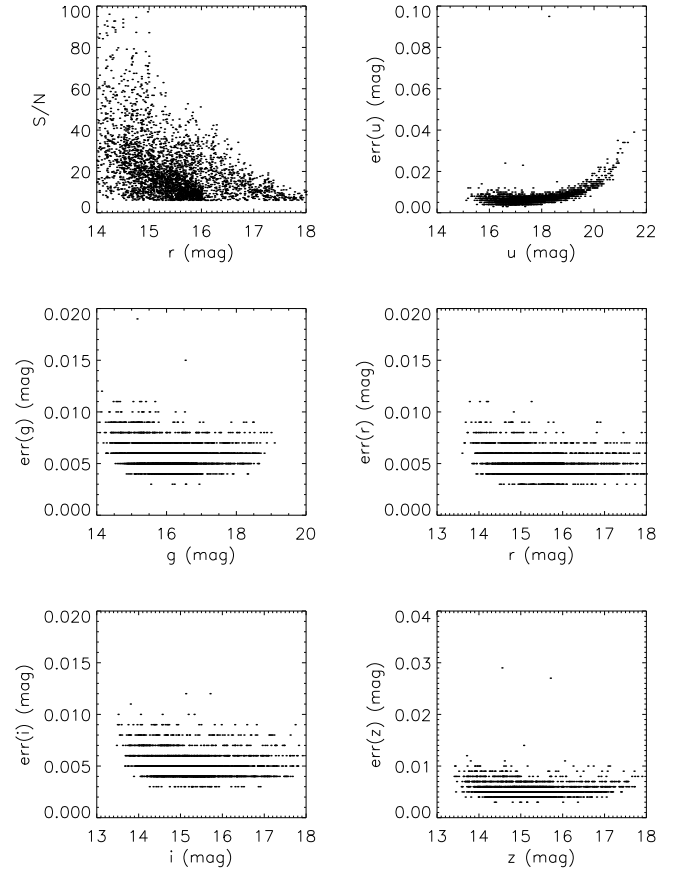 100
80
60
40
20
0
S/N
14 15 16 17 18
r (mag)
0.10
0.08
0.06
0.04
0.02
0.00
err(u) (mag)
14 16 18 20 22
u (mag)
0.020
0.015
0.010
0.005
0.000
err(g) (mag)
14 16 18 20
g (mag)
0.020
0.015
0.010
0.005
0.000
err(r) (mag)
13 14 15 16 17 18
r (mag)
0.020
0.015
0.010
0.005
0.000
err(i) (mag)
13 14 15 16 17 18
i (mag)
0.04
0.03
0.02
0.01
0.00
err(z) (mag)
13 14 15 16 17 18
z (mag)